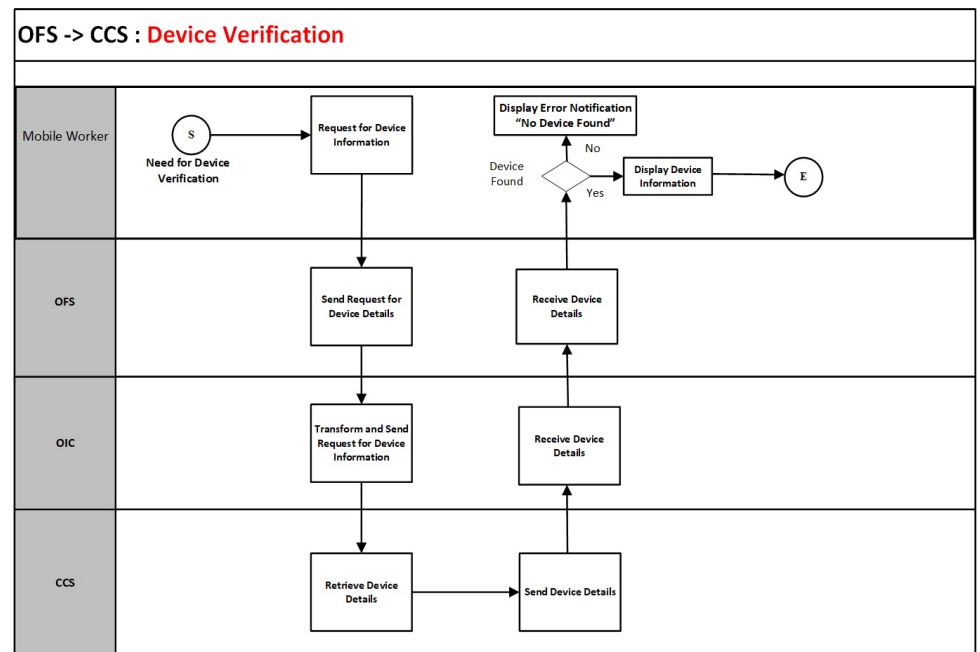 OFS -> CCS : Device Verification
Mobile Worker
S
Need for Device
Verification
Request for Device
Information
Display Error Notification
“No Device Found”
No
Device
Found
Yes
Display Device
Information
E
OFS
Send Request for
Device Details
Receive Device
Details
OIC
Transform and Send
Request for Device
Information
Receive Device
Details
CCS
Retrieve Device
Details
Send Device Details